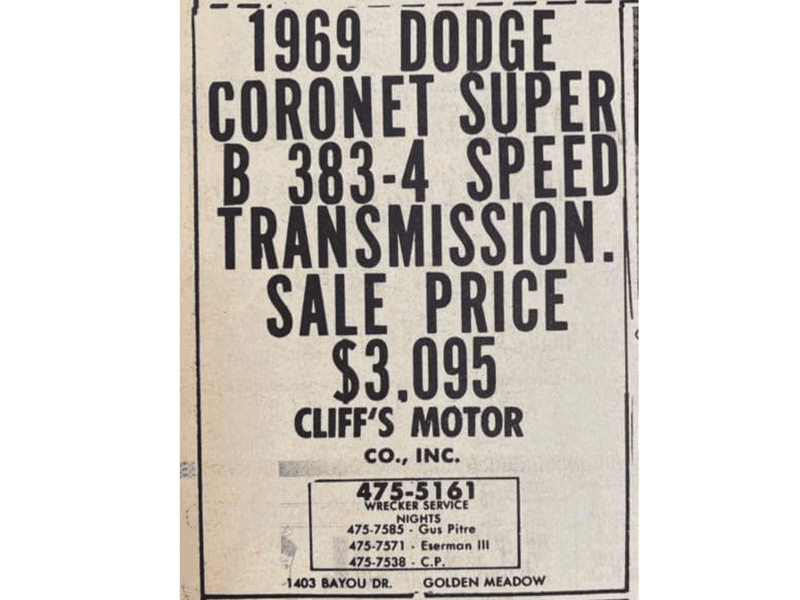 1969 DODGE
CORONET SUPER
B 383-4 SPEED
TRANSMISSION.
SALE PRICE
$3,095
CLIFF'S MOTOR
CO., INC.
475-5161
WRECKER SERVICE
NIGHTS
475-7585 - Gus Pitre
475-7571 - Eserman III
475-7538 - C.P.
1403 BAYOU DR. GOLDEN MEADOW